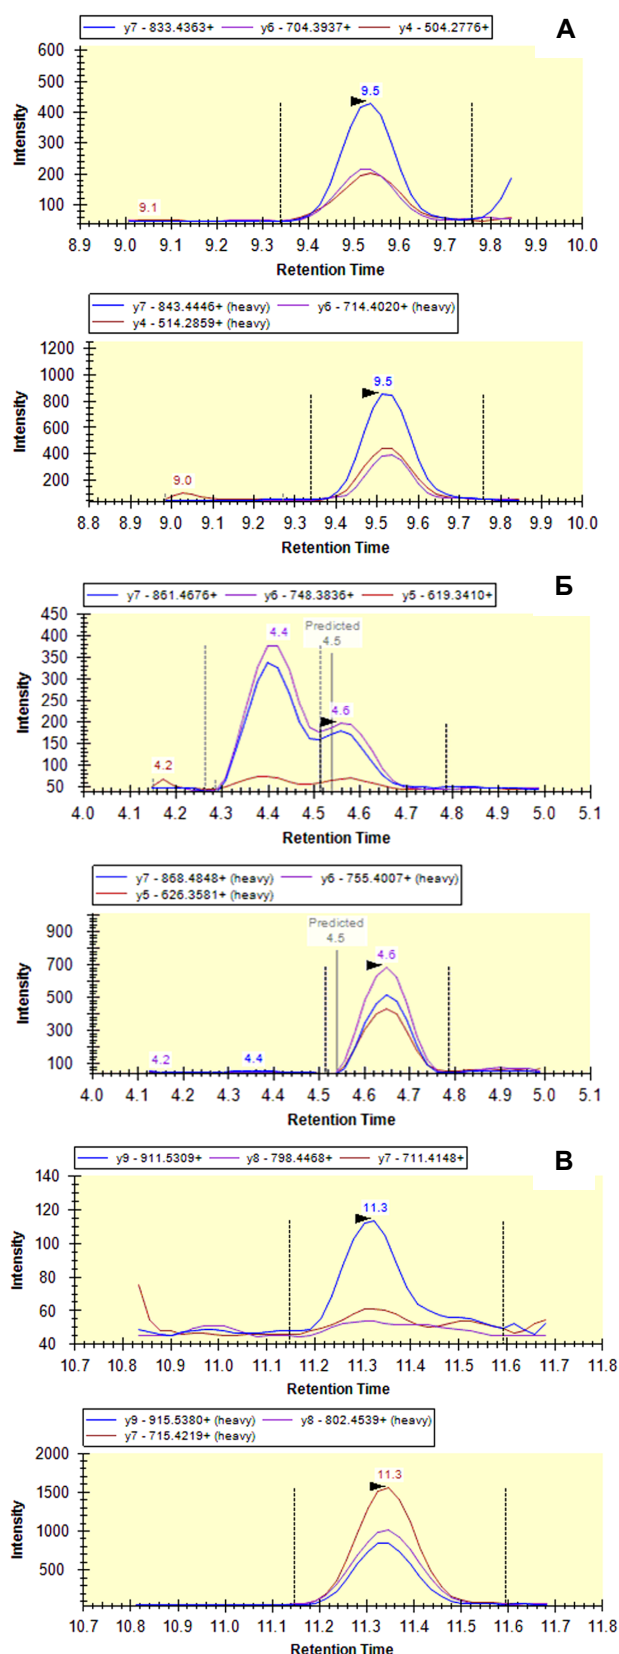 y7 - 833.4363+ y6 - 704.3937+ y4 - 504.2776+
А
600
500
400
300
200
100
Intensity
9.5
9.1
8.9 9.0 9.1 9.2 9.3 9.4 9.5 9.6 9.7 9.8 9.9 10.0
Retention Time
y7 - 843.4446+ (heavy) y6 - 714.4020+ (heavy)
y4 - 514.2859+ (heavy)
1200
1000
800
600
400
200
Intensity
9.5
9.0
8.8 8.9 9.0 9.1 9.2 9.3 9.4 9.5 9.6 9.7 9.8 9.9 10.0
Retention Time
Б
y7 - 861.4676+ y6 - 748.3836+ y5 - 619.3410+
450
400
350
300
250
200
150
100
50
Intensity
4.4
Predicted
4.5
4.6
4.2
4.0 4.1 4.2 4.3 4.4 4.5 4.6 4.7 4.8 4.9 5.0 5.1
Retention Time
y7 - 868.4848+ (heavy) y6 - 755.4007+ (heavy)
y5 - 626.3581+ (heavy)
900
700
500
300
100
Intensity
Predicted
4.5
4.6
4.2 4.4
4.0 4.1 4.2 4.3 4.4 4.5 4.6 4.7 4.8 4.9 5.0 5.1
Retention Time
y9 - 911.5309+ y8 - 798.4468+ y7 - 711.4148+
В
140
120
100
80
60
40
Intensity
11.3
10.7 10.8 10.9 11.0 11.1 11.2 11.3 11.4 11.5 11.6 11.7 11.8
Retention Time
y9 - 915.5380+ (heavy) y8 - 802.4539+ (heavy)
y7 - 715.4219+ (heavy)
2000
1500
1000
500
Intensity
11.3
10.7 10.8 10.9 11.0 11.1 11.2 11.3 11.4 11.5 11.6 11.7 11.8
Retention Time